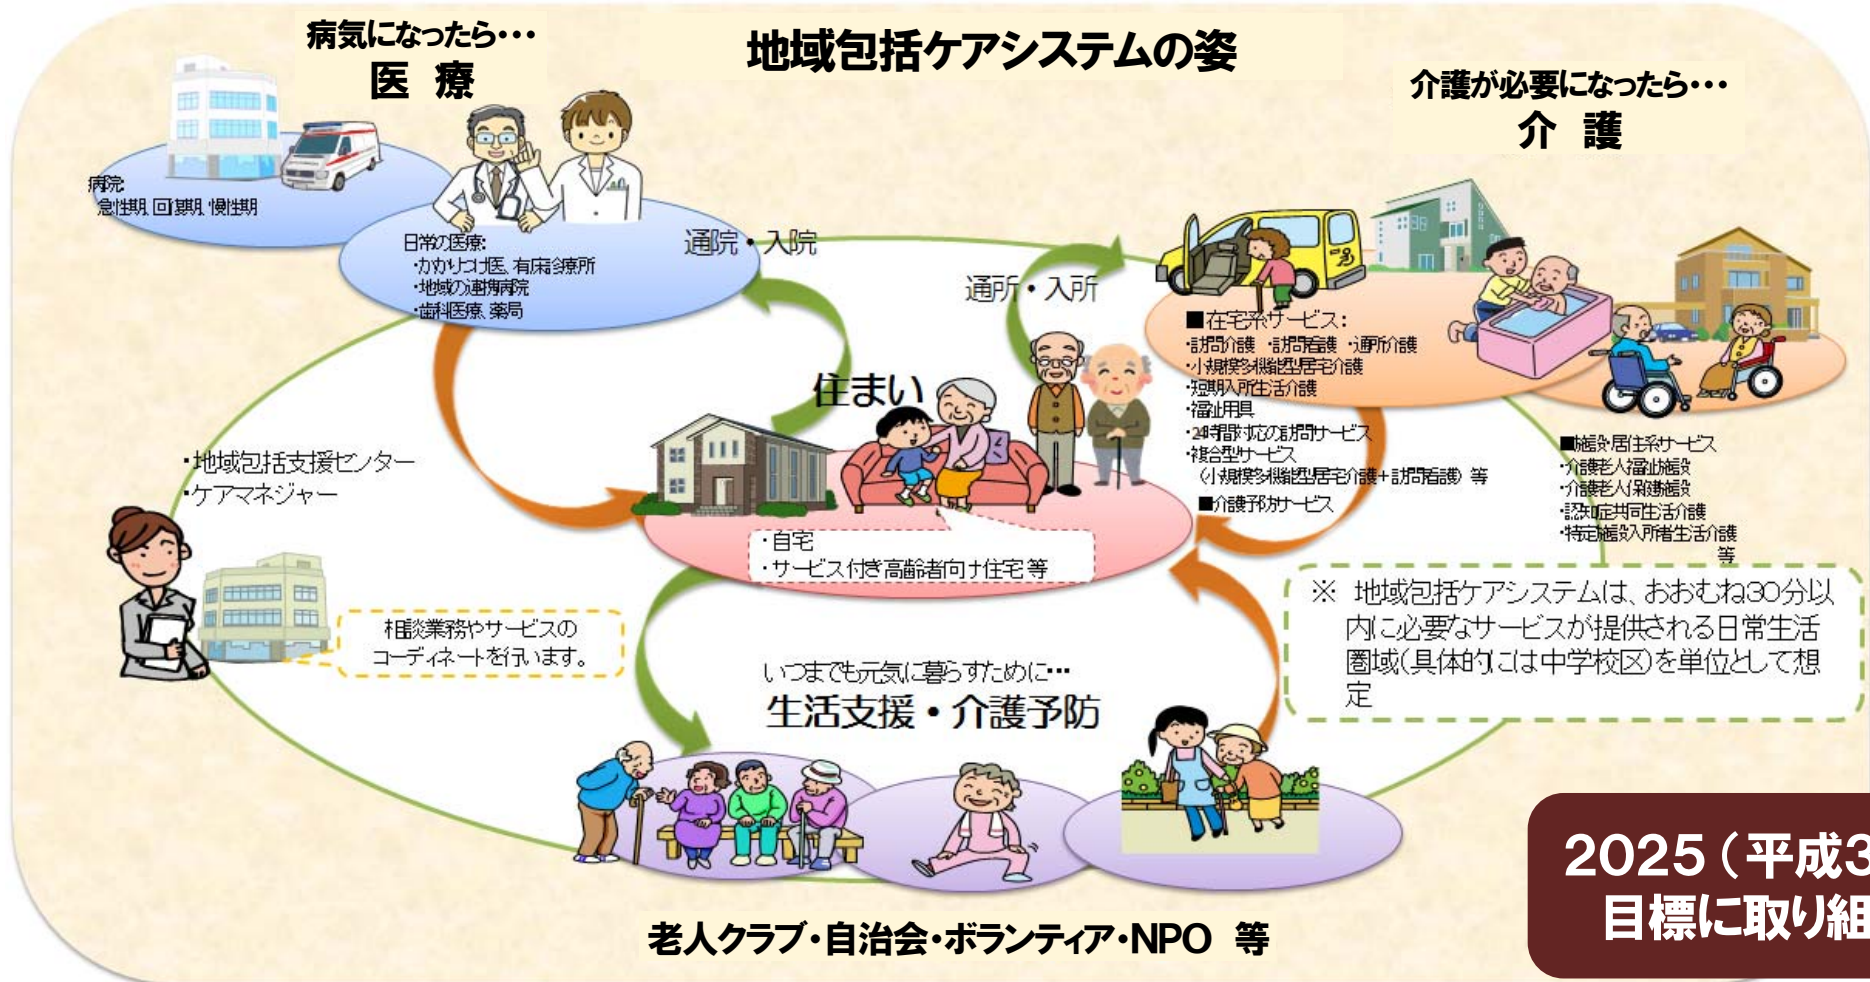 地域包括ケアシステムの姿
病気になったら・・・
医 療
介護が必要になったら・・・
介 護
病院:
急性期、回復期、慢性期
日常の医療:
・かかりつけ医、有床診療所
・地域の連携病院
・歯科医療、薬局
通院・入院
通所・入所
■在宅系サービス:
・訪問介護 ・訪問看護 ・通所介護
・小規模多機能型居宅介護
・短期入所生活介護
・福祉用具
・24時間対応の訪問サービス
・複合型サービス
(小規模多機能型居宅介護+訪問看護) 等
■介護予防サービス
■施設・居住系サービス
・介護老人福祉施設
・介護老人保健施設
・認知症共同生活介護
・特定施設入所者生活介護
等
住まい
・自宅
・サービス付き高齢者向け住宅等
・地域包括支援センター
・ケアマネジャー
相談業務やサービスの
コーディネートを行います。
※ 地域包括ケアシステムは、おおむね30分以
内に必要なサービスが提供される日常生活
圏域(具体的には中学校区)を単位として想
定
いつまでも元気に暮らすために・・・
生活支援・介護予防
老人クラブ・自治会・ボランティア・NPO 等
2025(平成3
目標に取り組